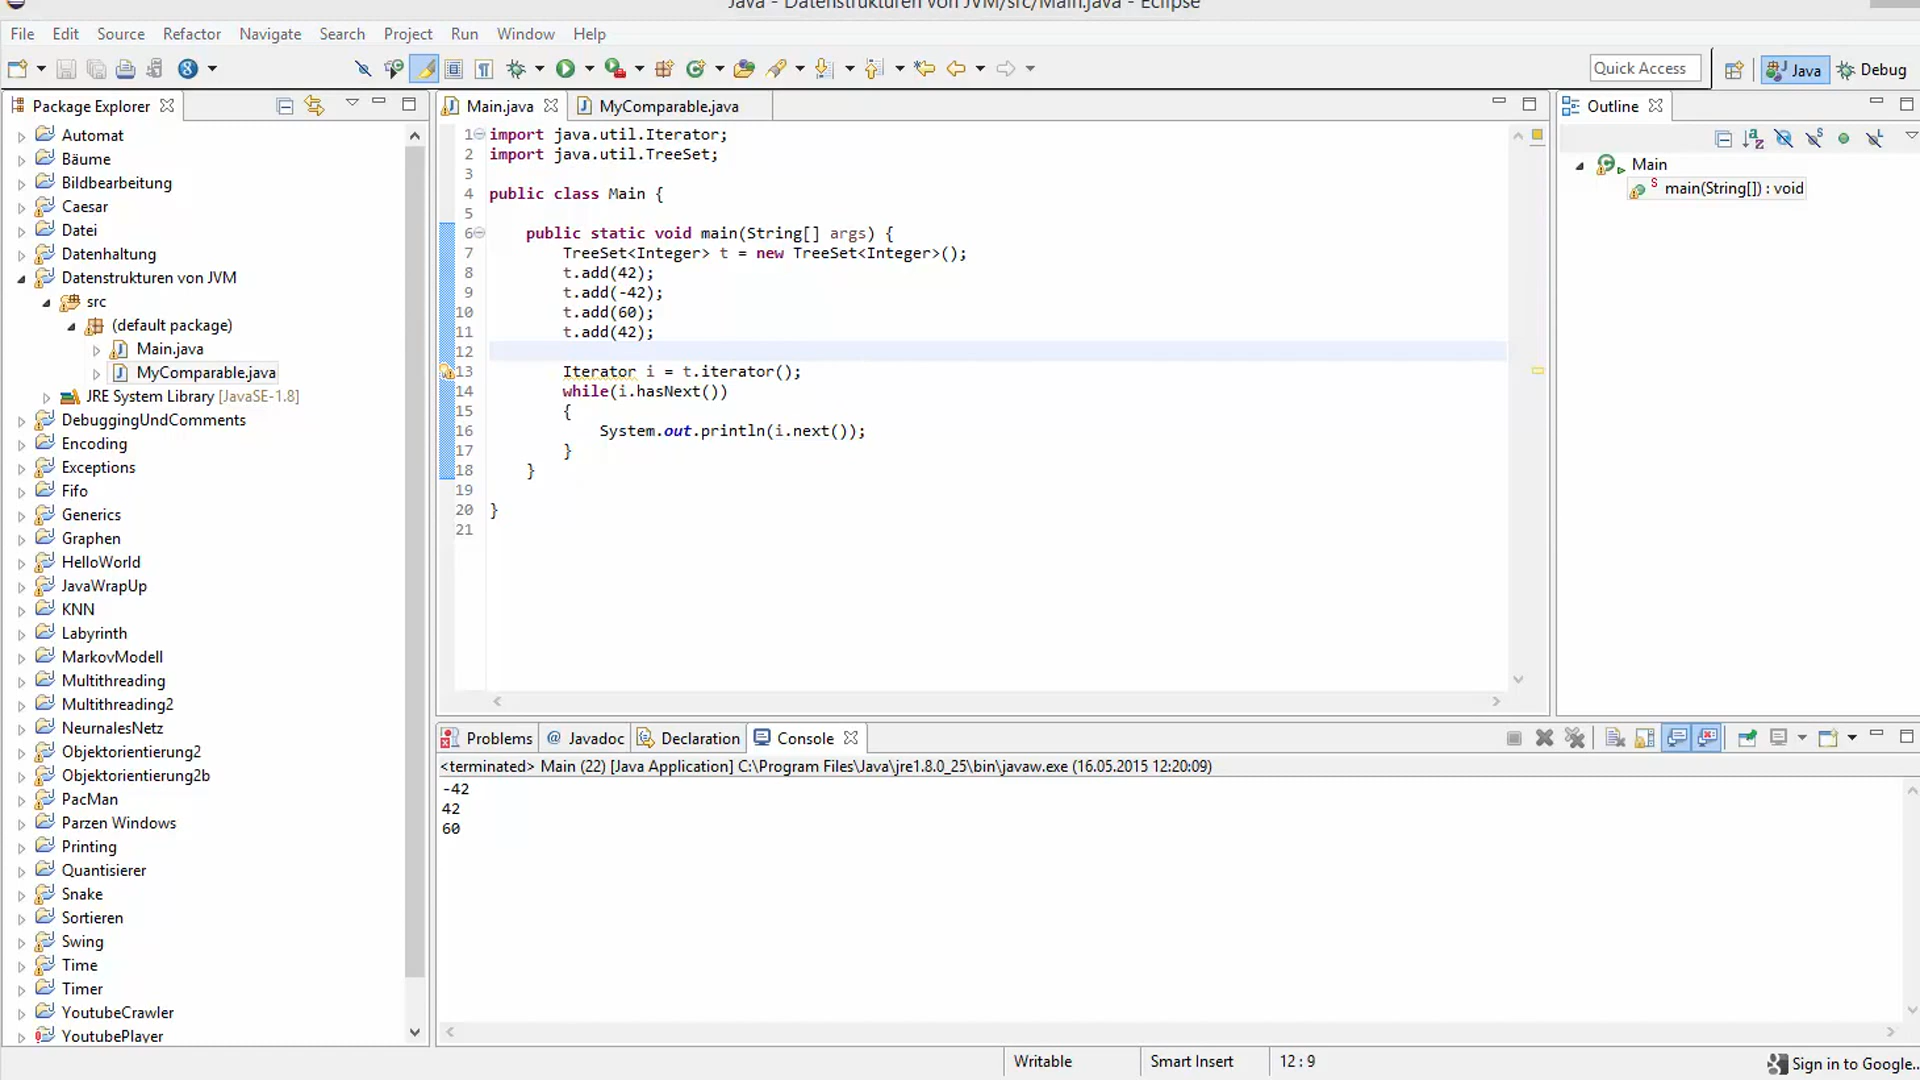 Java - Datenstrukturen von JVM/src/Main.java - Eclipse
File Edit Source Refactor Navigate Search Project Run Window Help
Quick Access
Java
Debug
Package Explorer
Automat
Bäume
Bildbearbeitung
Caesar
Datei
Datenhaltung
Datenstrukturen von JVM
src
(default package)
Main.java
MyComparable.java
JRE System Library [JavaSE-1.8]
DebuggingUndComments
Encoding
Exceptions
Fifo
Generics
Graphen
HelloWorld
JavaWrapUp
KNN
Labyrinth
MarkovModell
Multithreading
Multithreading2
NeurnalesNetz
Objektorientierung2
Objektorientierung2b
PacMan
Parzen Windows
Printing
Quantisierer
Snake
Sortieren
Swing
Time
Timer
YoutubeCrawler
YoutubePlayer
Main.java MyComparable.java
1 import java.util.Iterator;
2 import java.util.TreeSet;
3
4 public class Main {
5
6 public static void main(String[] args) {
7 TreeSet<Integer> t = new TreeSet<Integer>();
8 t.add(42);
9 t.add(-42);
10 t.add(60);
11 t.add(42);
12
13 Iterator i = t.iterator();
14 while(i.hasNext())
15 {
16 System.out.println(i.next());
17 }
18 }
19
20 }
21
Outline
Main
main(String[]) : void
Problems @ Javadoc Declaration Console
<terminated> Main (22) [Java Application] C:\Program Files\Java\jre1.8.0_25\bin\javaw.exe (16.05.2015 12:20:09)
-42
42
60
Writable Smart Insert 12 : 9 Sign in to Google...